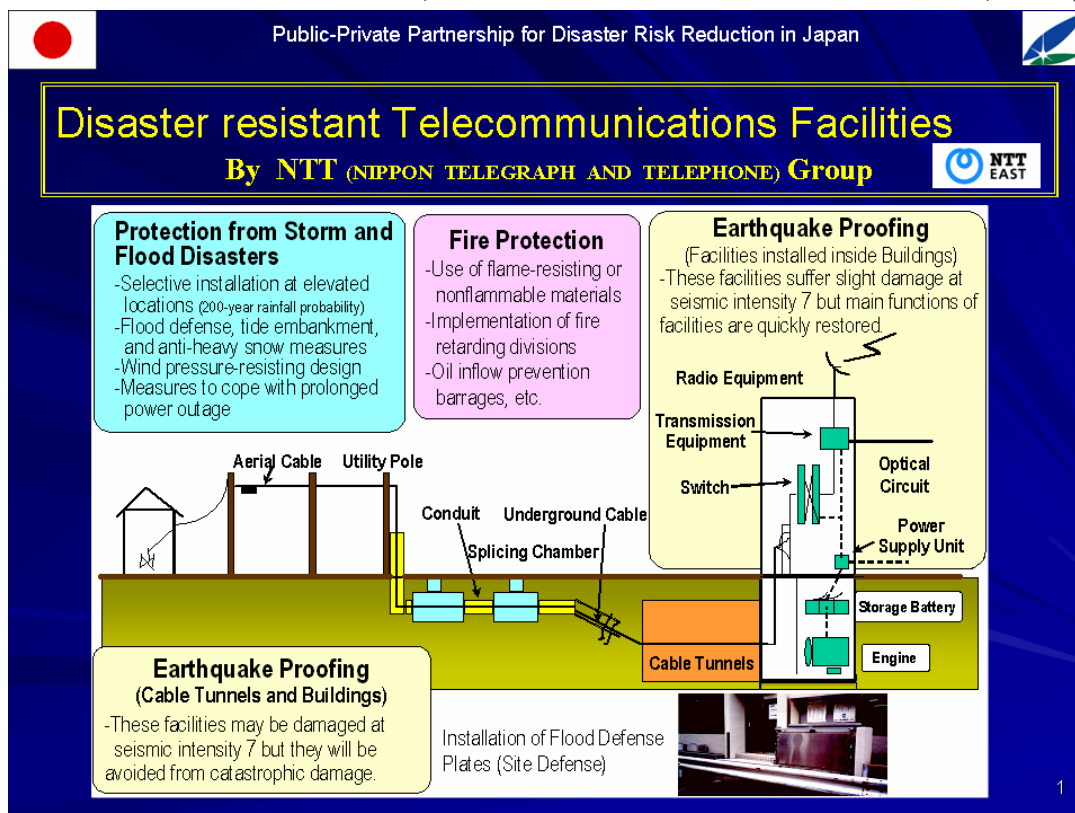 Public-Private Partnership for Disaster Risk Reduction in Japan
Disaster resistant Telecommunications Facilities
By NTT (NIPPON TELEGRAPH AND TELEPHONE) Group
NTT
EAST
Protection from Storm and
Flood Disasters
-Selective installation at elevated
locations (200-year rainfall probability)
-Flood defense, tide embankment,
and anti-heavy snow measures
-Wind pressure-resisting design
-Measures to cope with prolonged
power outage
Fire Protection
-Use of flame-resisting or
nonflammable materials
-Implementation of fire
retarding divisions
-Oil inflow prevention
barrages, etc.
Earthquake Proofing
(Facilities installed inside Buildings)
-These facilities suffer slight damage at
seismic intensity 7 but main functions of
facilities are quickly restored.
Radio Equipment
Transmission
Equipment
Optical
Circuit
Switch
Power
Supply Unit
Storage Battery
Engine
Aerial Cable
Utility Pole
Conduit
Underground Cable
Splicing Chamber
Cable Tunnels
Earthquake Proofing
(Cable Tunnels and Buildings)
-These facilities may be damaged at
seismic intensity 7 but they will be
avoided from catastrophic damage.
Installation of Flood Defense
Plates (Site Defense)
1